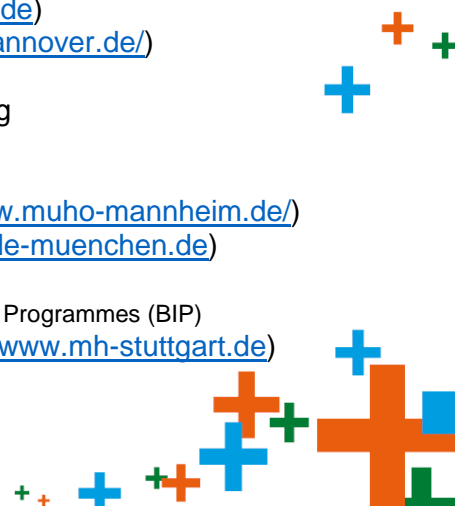 de)
annover.de/)
g
w.muho-mannheim.de/)
le-muenchen.de)
Programmes (BIP)
www.mh-stuttgart.de)